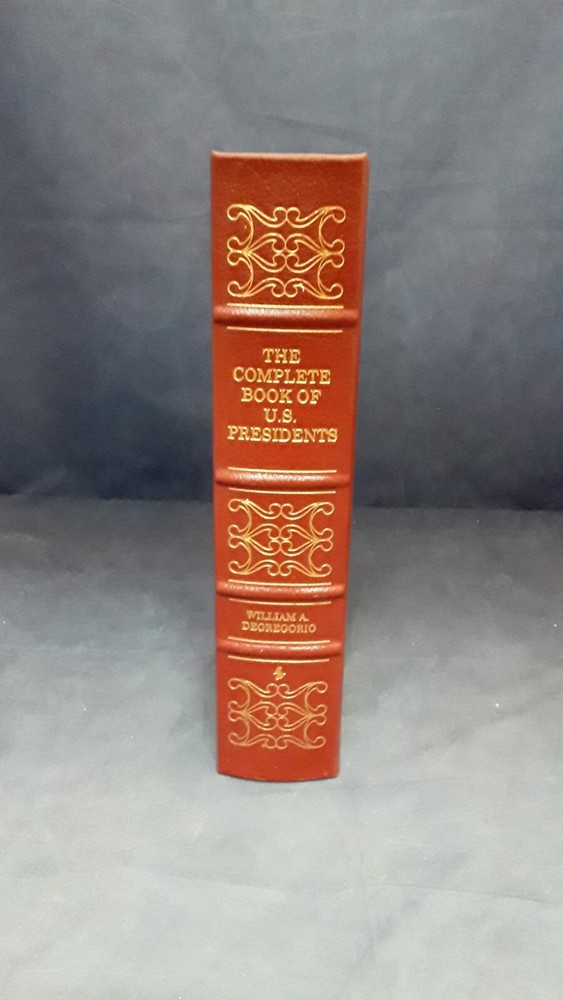 THE
COMPLETE
BOOK OF
U.S.
PRESIDENTS
WILLIAM A.
DEGREGORIO